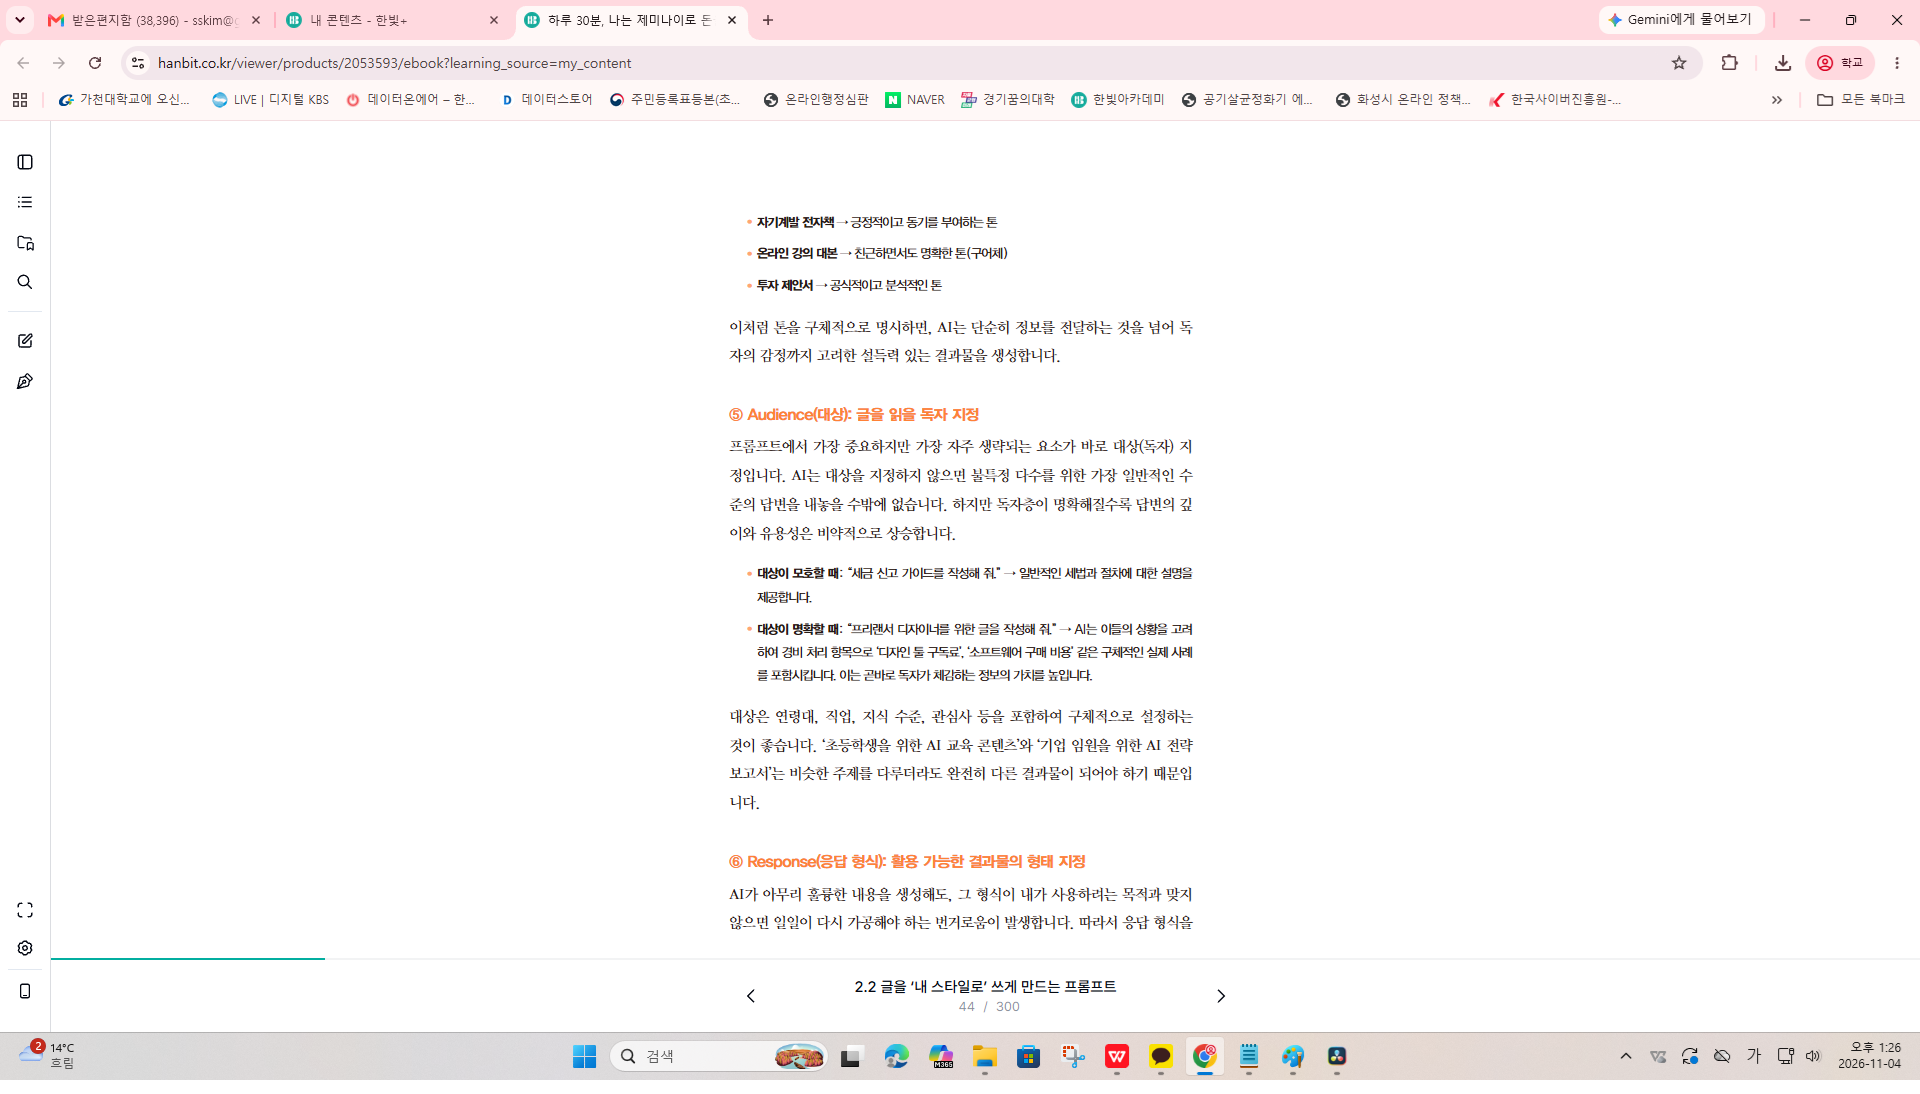 받은편지함 (38,396) - sskim@g
내 콘텐츠 - 한빛+
하루 30분, 나는 제미나이로 돈
Gemini에게 물어보기
hanbit.co.kr/viewer/products/2053593/ebook?learning_source=my_content
학교
가천대학교에 오신...
LIVE | 디지털 KBS
데이터온에어 – 한...
데이터스토어
주민등록표등본(초...
온라인행정심판
NAVER
경기꿈의대학
한빛아카데미
공기살균정화기 에...
화성시 온라인 정책...
한국사이버진흥원-...
모든 북마크
• 자기계발 전자책 → 긍정적이고 동기를 부여하는 톤
• 온라인 강의 대본 → 친근하면서도 명확한 톤(구어체)
• 투자 제안서 → 공식적이고 분석적인 톤
이처럼 톤을 구체적으로 명시하면, AI는 단순히 정보를 전달하는 것을 넘어 독
자의 감정까지 고려한 설득력 있는 결과물을 생성합니다.
⑤ Audience(대상): 글을 읽을 독자 지정
프롬프트에서 가장 중요하지만 가장 자주 생략되는 요소가 바로 대상(독자) 지
정입니다. AI는 대상을 지정하지 않으면 불특정 다수를 위한 가장 일반적인 수
준의 답변을 내놓을 수밖에 없습니다. 하지만 독자층이 명확해질수록 답변의 깊
이와 유용성은 비약적으로 상승합니다.
• 대상이 모호할 때: “세금 신고 가이드를 작성해 줘.” → 일반적인 세법과 절차에 대한 설명을
제공합니다.
• 대상이 명확할 때: “프리랜서 디자이너를 위한 글을 작성해 줘.” → AI는 이들의 상황을 고려
하여 경비 처리 항목으로 ‘디자인 툴 구독료’, ‘소프트웨어 구매 비용’ 같은 구체적인 실제 사례
를 포함시킵니다. 이는 곧바로 독자가 체감하는 정보의 가치를 높입니다.
대상은 연령대, 직업, 지식 수준, 관심사 등을 포함하여 구체적으로 설정하는
것이 좋습니다. ‘초등학생을 위한 AI 교육 콘텐츠’와 ‘기업 임원을 위한 AI 전략
보고서’는 비슷한 주제를 다루더라도 완전히 다른 결과물이 되어야 하기 때문입
니다.
⑥ Response(응답 형식): 활용 가능한 결과물의 형태 지정
AI가 아무리 훌륭한 내용을 생성해도, 그 형식이 내가 사용하려는 목적과 맞지
않으면 일일이 다시 가공해야 하는 번거로움이 발생합니다. 따라서 응답 형식을
2.2 글을 ‘내 스타일로’ 쓰게 만드는 프롬프트
44 / 300
2
14°C
흐림
검색
M365
가
오후 1:26
2026-11-04